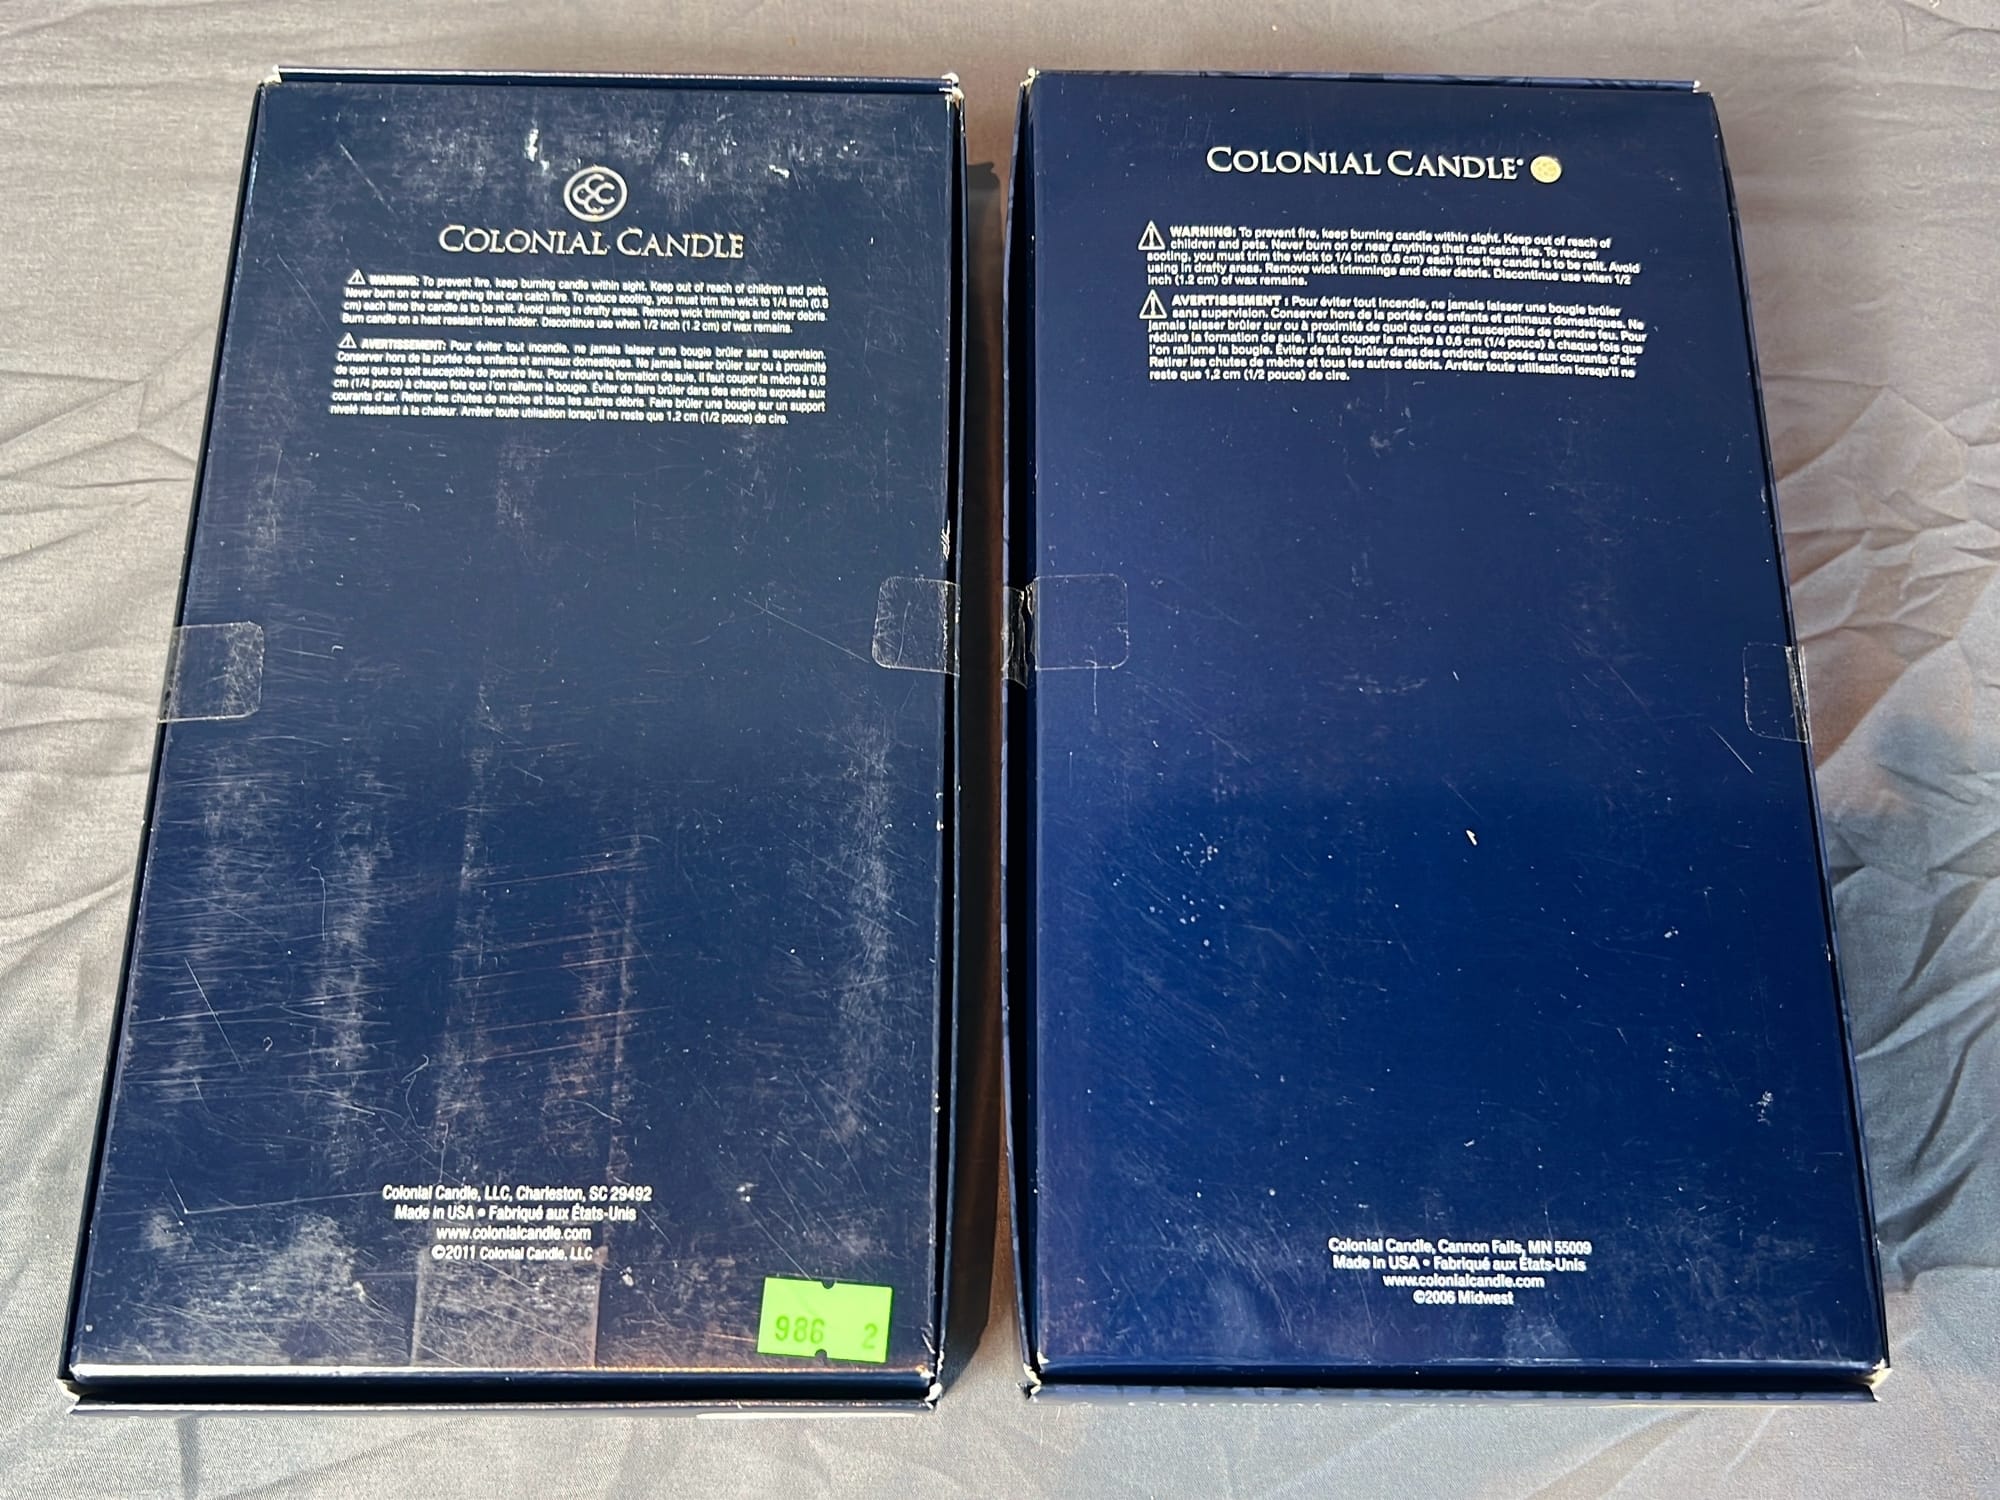 COLONIAL CANDLE
⚠ WARNING: To prevent fire, keep burning candle within sight. Keep out of reach of children and pets.
Never burn on or near anything that can catch fire. To reduce sooting, you must trim the wick to 1/4 inch (0.6
cm) each time the candle is to be relit. Avoid using in drafty areas. Remove wick trimmings and other debris.
Burn candle on a heat resistant level holder. Discontinue use when 1/2 inch (1.2 cm) of wax remains.
⚠ AVERTISSEMENT: Pour éviter tout incendie, ne jamais laisser une bougie brûler sans supervision.
Conserver hors de la portée des enfants et animaux domestiques. Ne jamais laisser brûler sur ou à proximité
de quoi que ce soit susceptible de prendre feu. Pour réduire la formation de suie, il faut couper la mèche à 0,6
cm (1/4 pouce) à chaque fois que l'on rallume la bougie. Éviter de faire brûler dans des endroits exposés aux
courants d'air. Retirer les chutes de mèche et tous les autres débris. Faire brûler une bougie sur un support
nivelé résistant à la chaleur. Arrêter toute utilisation lorsqu'il ne reste que 1,2 cm (1/2 pouce) de cire.
Colonial Candle, LLC, Charleston, SC 29492
Made in USA • Fabriqué aux États-Unis
www.colonialcandle.com
©2011 Colonial Candle, LLC
986 2
COLONIAL CANDLE®
⚠ WARNING: To prevent fire, keep burning candle within sight. Keep out of reach of
children and pets. Never burn on or near anything that can catch fire. To reduce
sooting, you must trim the wick to 1/4 inch (0.6 cm) each time the candle is to be relit. Avoid
using in drafty areas. Remove wick trimmings and other debris. Discontinue use when 1/2
inch (1.2 cm) of wax remains.
⚠ AVERTISSEMENT : Pour éviter tout incendie, ne jamais laisser une bougie brûler
sans supervision. Conserver hors de la portée des enfants et animaux domestiques. Ne
jamais laisser brûler sur ou à proximité de quoi que ce soit susceptible de prendre feu. Pour
réduire la formation de suie, il faut couper la mèche à 0,6 cm (1/4 pouce) à chaque fois que
l'on rallume la bougie. Éviter de faire brûler dans des endroits exposés aux courants d'air.
Retirer les chutes de mèche et tous les autres débris. Arrêter toute utilisation lorsqu'il ne
reste que 1,2 cm (1/2 pouce) de cire.
Colonial Candle, Cannon Falls, MN 55009
Made in USA • Fabriqué aux États-Unis
www.colonialcandle.com
©2006 Midwest